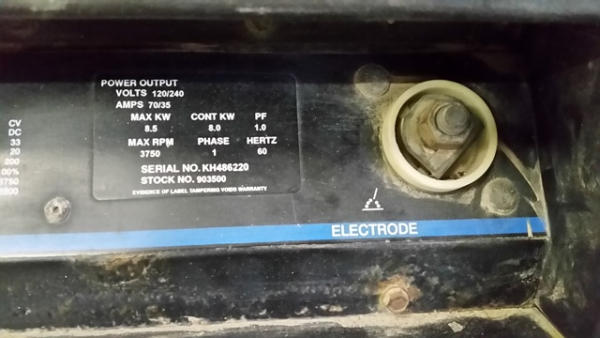 POWER OUTPUT
VOLTS 120/240
AMPS 70/35
MAX KW CONT KW PF
8.5 8.0 1.0
MAX RPM PHASE HERTZ
3750 1 60
SERIAL NO. KH486220
STOCK NO. 903500
EVIDENCE OF LABEL TAMPERING VOIDS WARRANTY
CV
DC
33
20
200
00%
3750
ELECTRODE